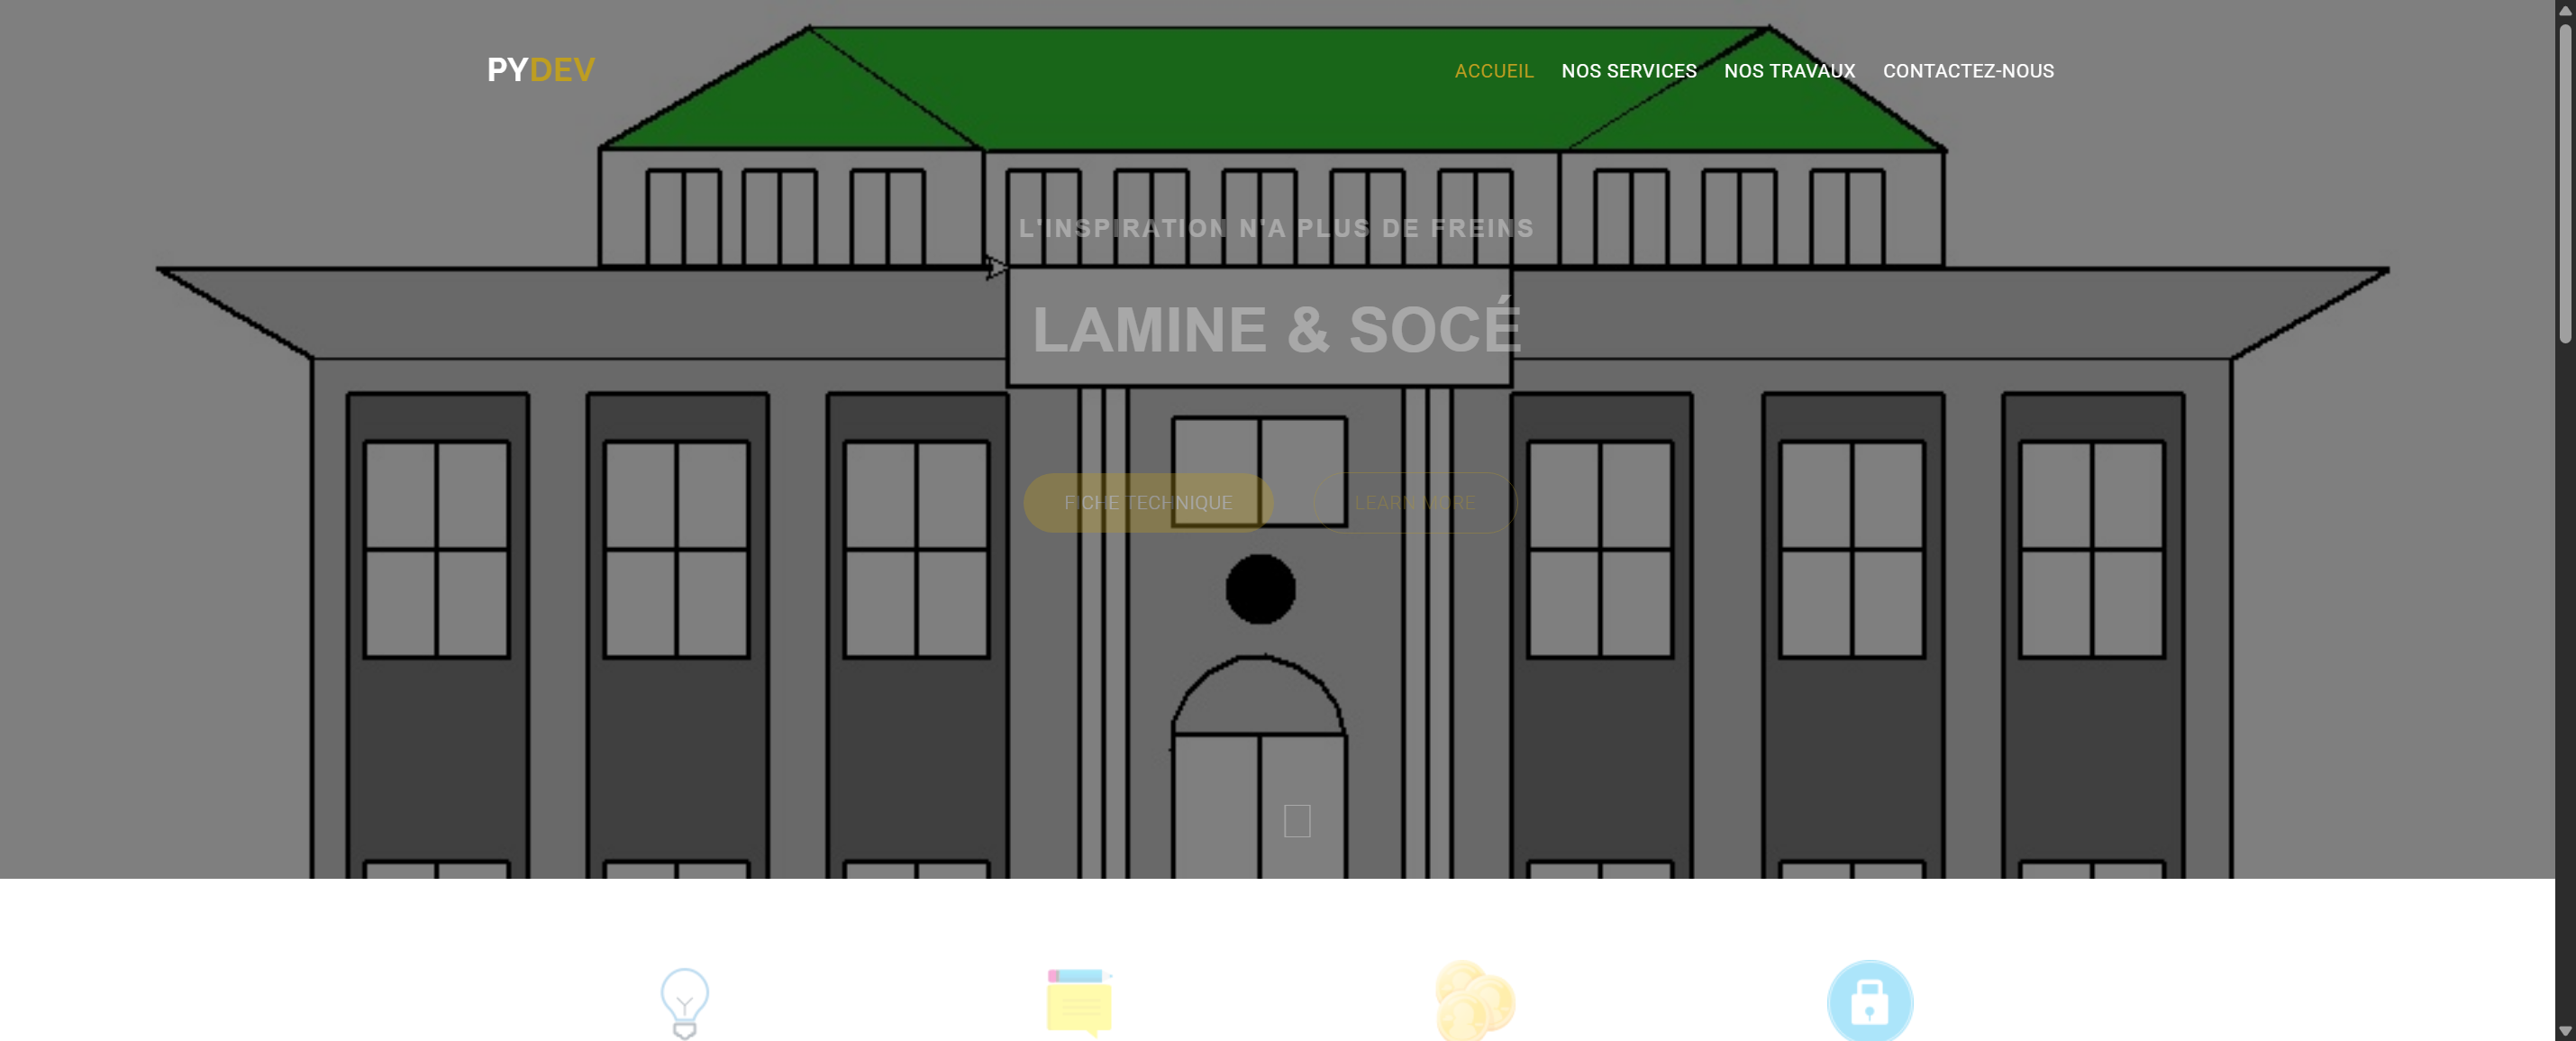 PYDEV
ACCUEIL NOS SERVICES NOS TRAVAUX CONTACTEZ-NOUS
L'INSPIRATION N'A PLUS DE FREINS
LAMINE & SOCÉ
FICHE TECHNIQUE LEARN MORE